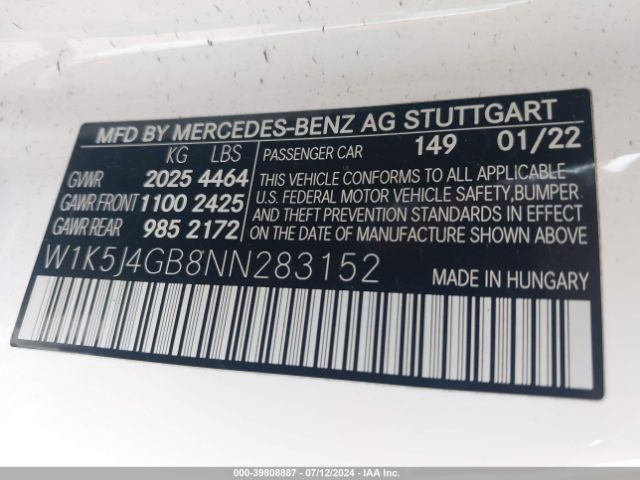 MFD BY MERCEDES-BENZ AG STUTTGART
KG LBS
GVWR 2025 4464
GAWR FRONT 1100 2425
GAWR REAR 985 2172
PASSENGER CAR 149 01/22
THIS VEHICLE CONFORMS TO ALL APPLICABLE
U.S. FEDERAL MOTOR VEHICLE SAFETY, BUMPER
AND THEFT PREVENTION STANDARDS IN EFFECT
ON THE DATE OF MANUFACTURE SHOWN ABOVE.
W1K5J4GB8NN283152
MADE IN HUNGARY
000-39808887 - 07/12/2024 - IAA Inc.